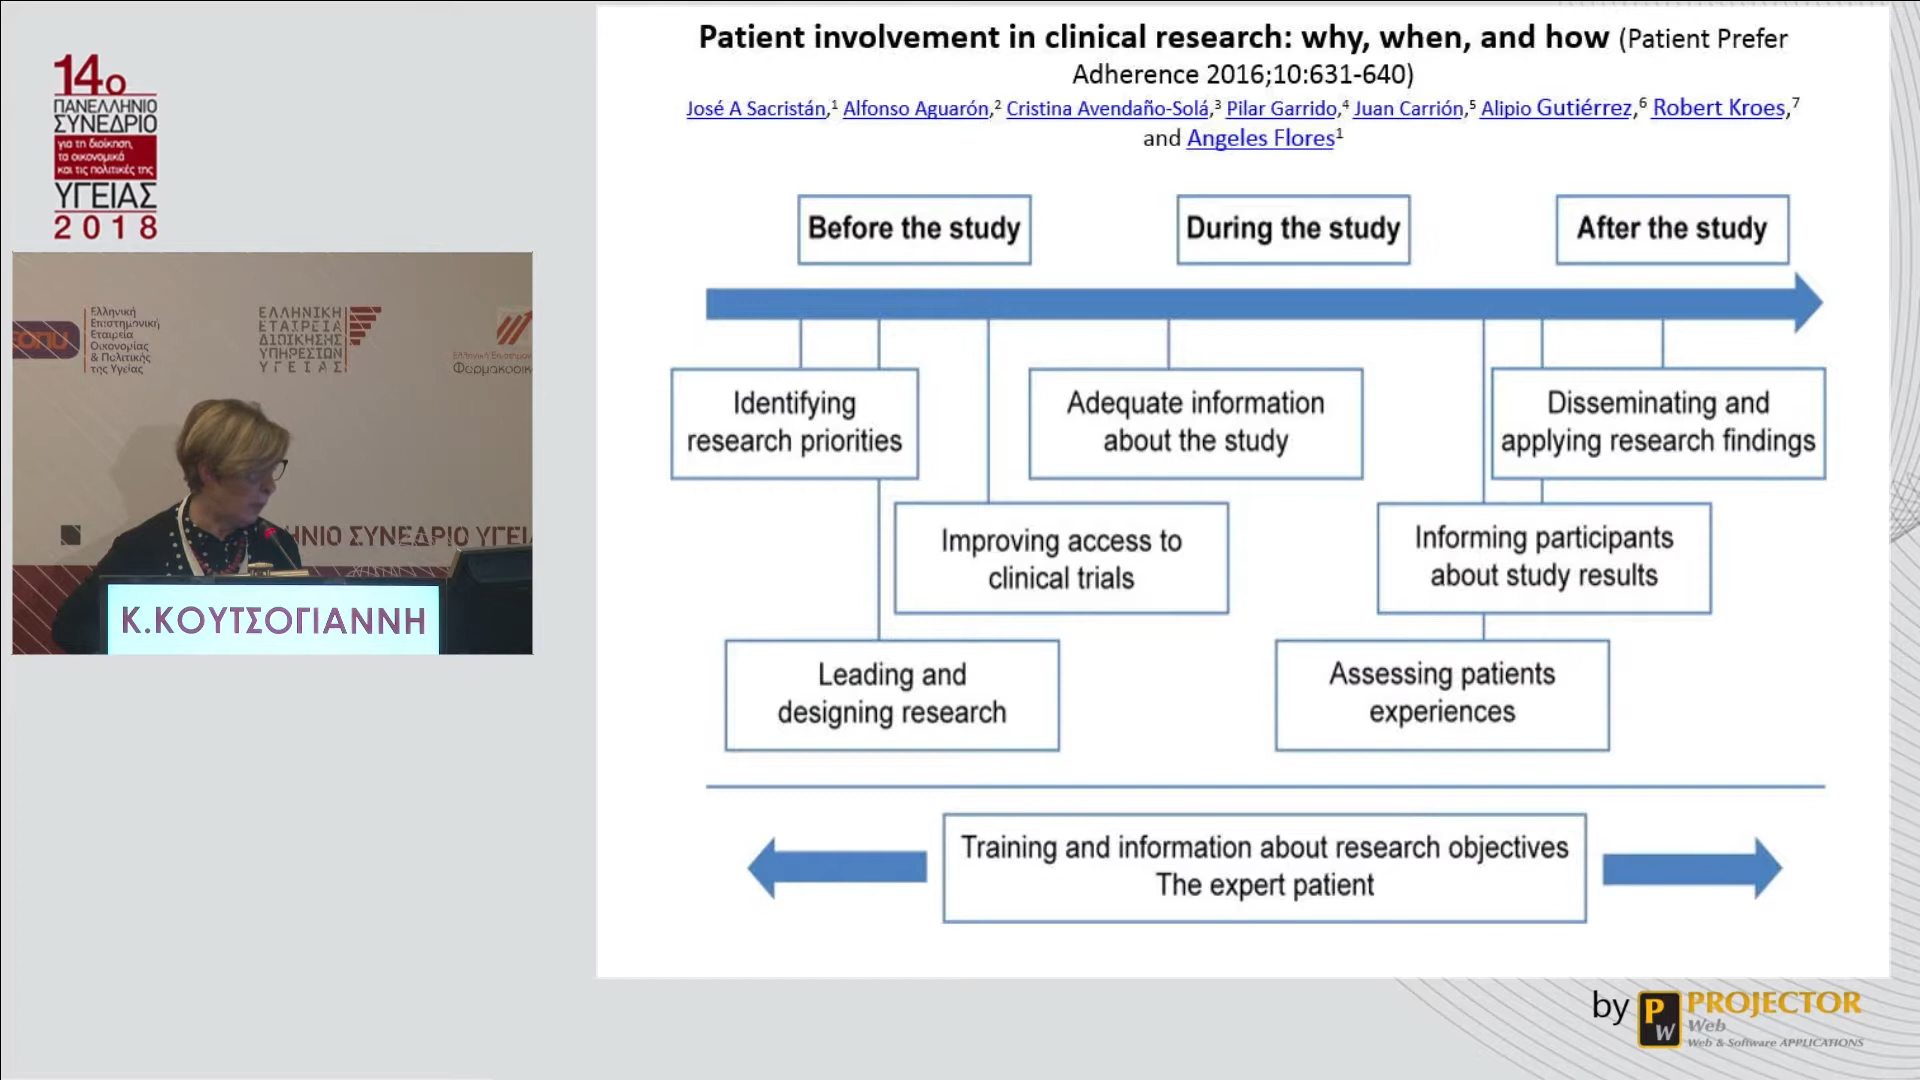 14ο
ΠΑΝΕΛΛΗΝΙΟ
ΣΥΝΕΔΡΙΟ
για τη διοίκηση,
τα οικονομικά
και τις πολιτικές της
ΥΓΕΙΑΣ
2018
Ελληνική
Επιστημονική
Εταιρεία
Οικονομίας
& Πολιτικής
της Υγείας
ΕΛΛΗΝΙΚΗ
ΕΤΑΙΡΕΙΑ
ΔΙΟΙΚΗΣΗΣ
ΥΠΗΡΕΣΙΩΝ
ΥΓΕΙΑΣ
ΗΝΙΟ ΣΥΝΕΔΡΙΟ ΥΓΕΙ
Κ.ΚΟΥΤΣΟΓΙΑΝΝΗ
Patient involvement in clinical research: why, when, and how (Patient Prefer
Adherence 2016;10:631-640)
José A Sacristán,1 Alfonso Aguarón,2 Cristina Avendaño-Solá,3 Pilar Garrido,4 Juan Carrión,5 Alipio Gutiérrez,6 Robert Kroes,7
and Angeles Flores1
Before the study
During the study
After the study
Identifying
research priorities
Adequate information
about the study
Disseminating and
applying research findings
Improving access to
clinical trials
Informing participants
about study results
Leading and
designing research
Assessing patients
experiences
Training and information about research objectives
The expert patient
by PW PROJECTOR
Web
Web & Software APPLICATIONS